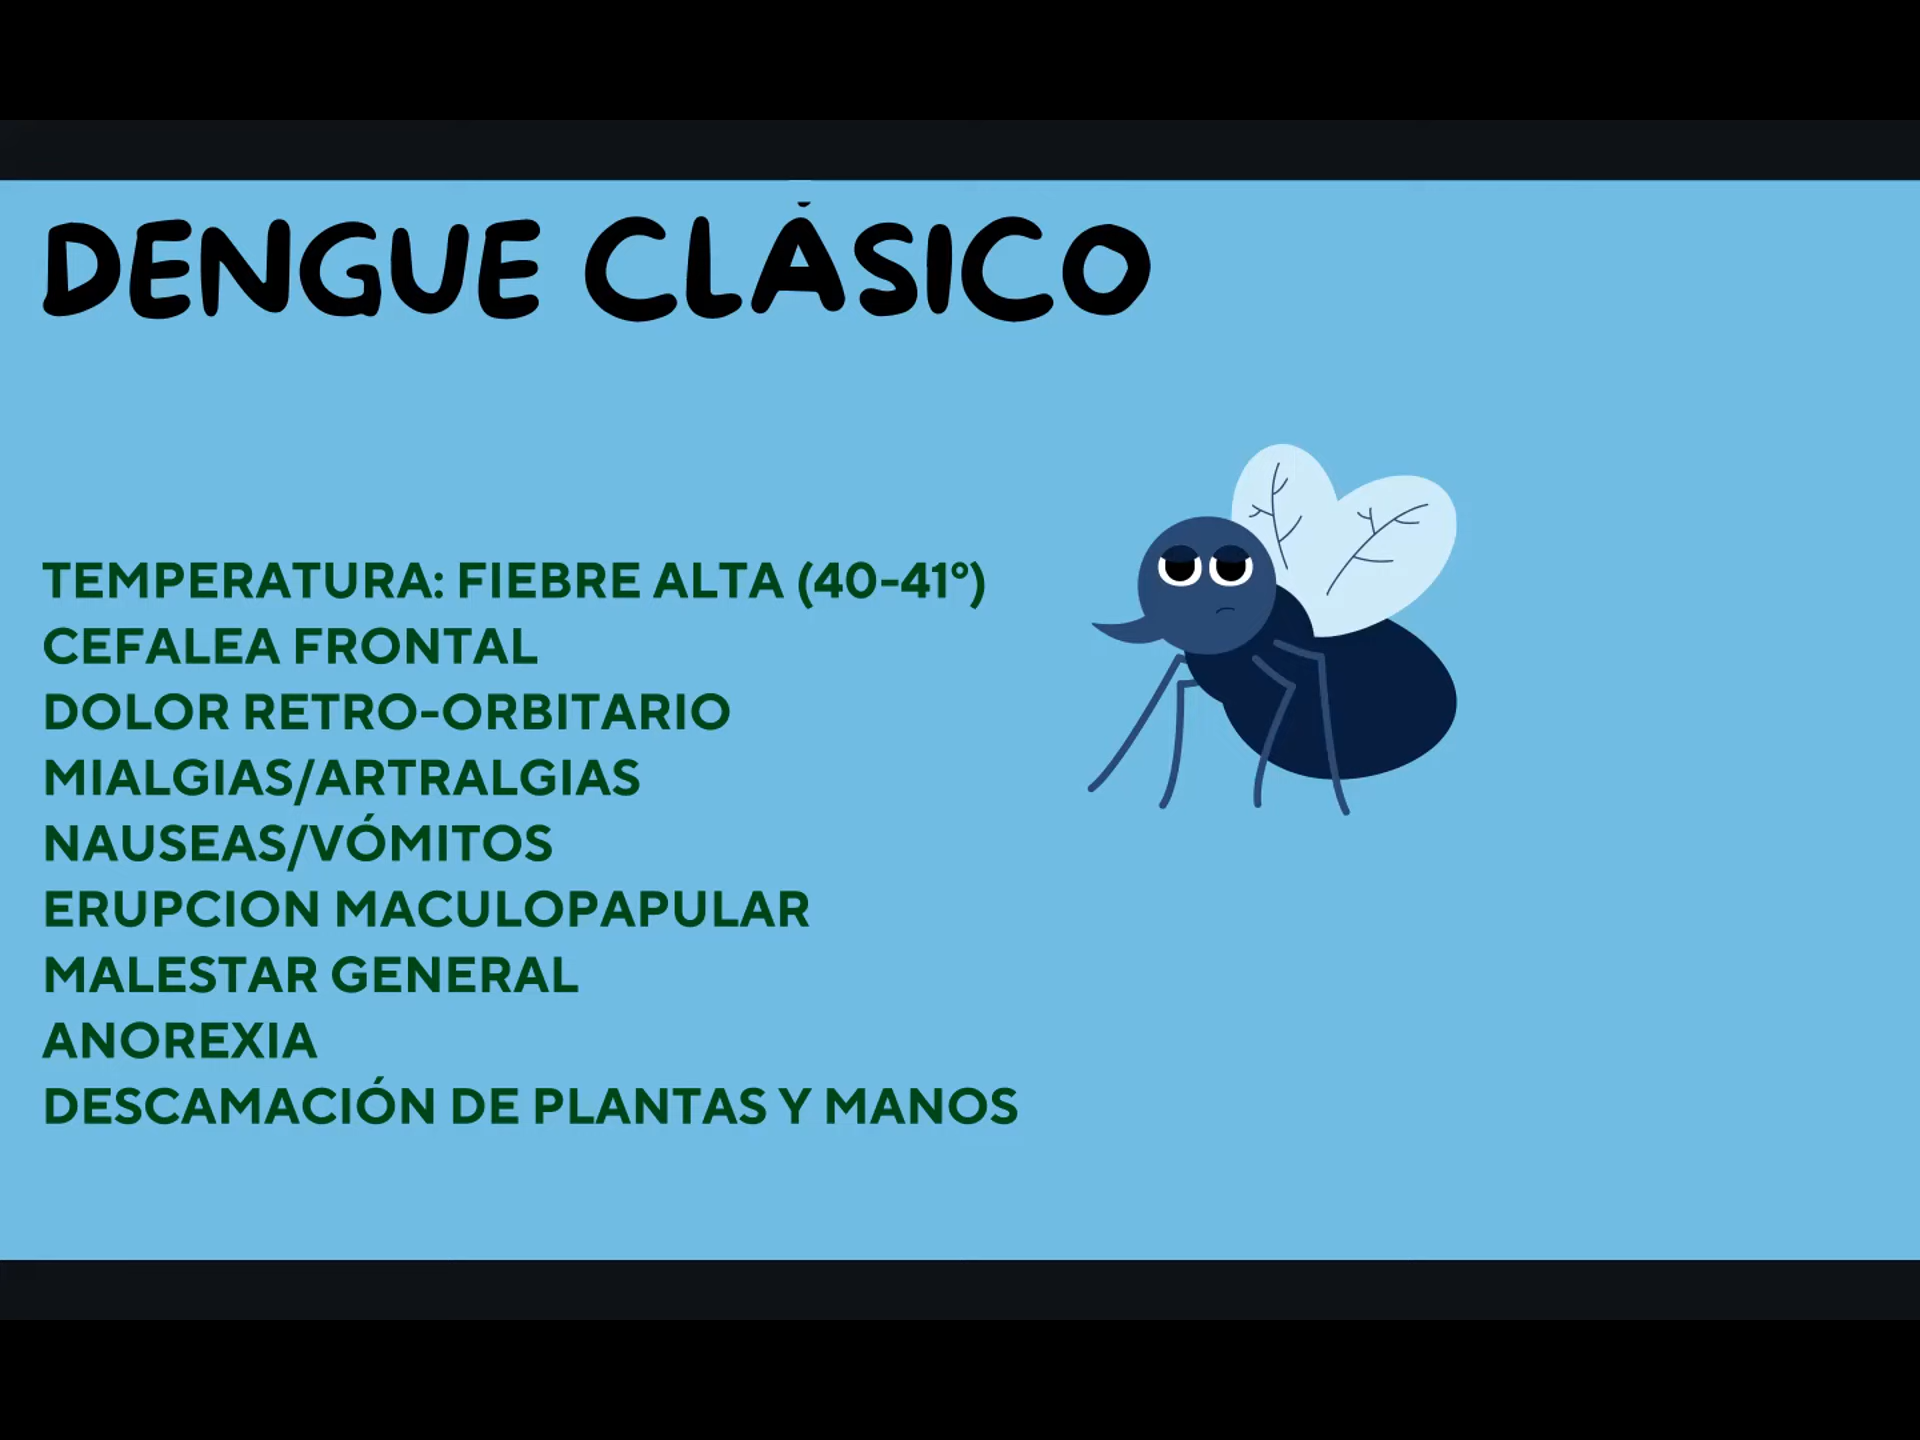 DENGUE CLÁSICO
TEMPERATURA: FIEBRE ALTA (40-41°)
CEFALEA FRONTAL
DOLOR RETRO-ORBITARIO
MIALGIAS/ARTRALGIAS
NAUSEAS/VÓMITOS
ERUPCION MACULOPAPULAR
MALESTAR GENERAL
ANOREXIA
DESCAMACIÓN DE PLANTAS Y MANOS